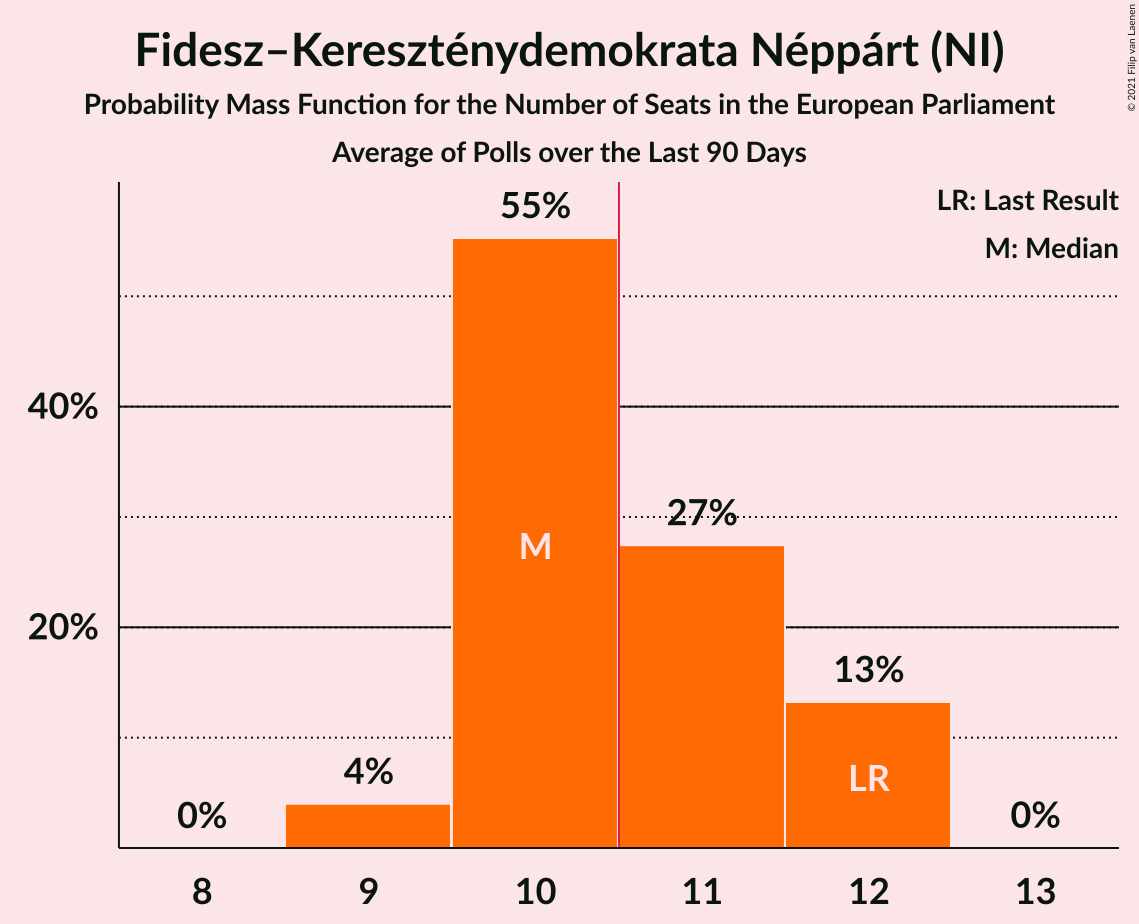 Fidesz–Kereszténydemokrata Néppárt (NI)
Probability Mass Function for the Number of Seats in the European Parliament
Average of Polls over the Last 90 Days
© 2021 Filip van Laenen
LR: Last Result
M: Median
55%
40%
27%
M
20%
13%
4%
LR
0%
0%
8
9
10
11
12
13